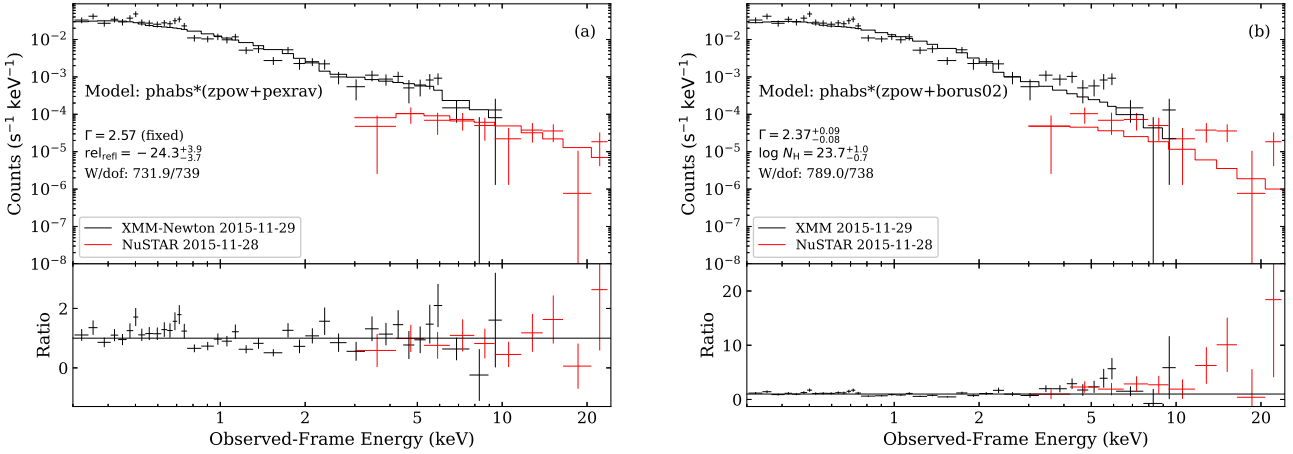 (a)
Model: phabs*(zpow+pexrav)
Γ = 2.57 (fixed)
rel_refl = −24.3^{+3.9}_{−3.7}
W/dof: 731.9/739
XMM-Newton 2015-11-29
NuSTAR 2015-11-28
Counts (s⁻¹ keV⁻¹)
10⁻²
10⁻³
10⁻⁴
10⁻⁵
10⁻⁶
10⁻⁷
10⁻⁸
Ratio
2
0
1 2 5 10 20
Observed-Frame Energy (keV)
(b)
Model: phabs*(zpow+borus02)
Γ = 2.37^{+0.09}_{−0.08}
log N_H = 23.7^{+1.0}_{−0.7}
W/dof: 789.0/738
XMM 2015-11-29
NuSTAR 2015-11-28
Counts (s⁻¹ keV⁻¹)
10⁻²
10⁻³
10⁻⁴
10⁻⁵
10⁻⁶
10⁻⁷
10⁻⁸
Ratio
20
10
0
1 2 5 10 20
Observed-Frame Energy (keV)